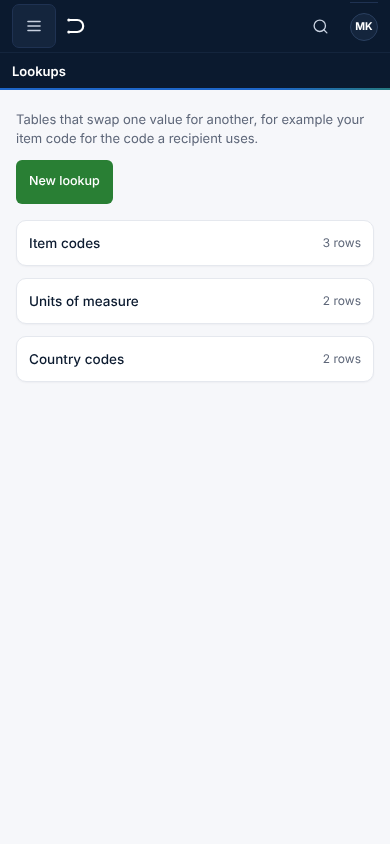 MK
Lookups
Tables that swap one value for another, for example your
item code for the code a recipient uses.
New lookup
Item codes 3 rows
Units of measure 2 rows
Country codes 2 rows